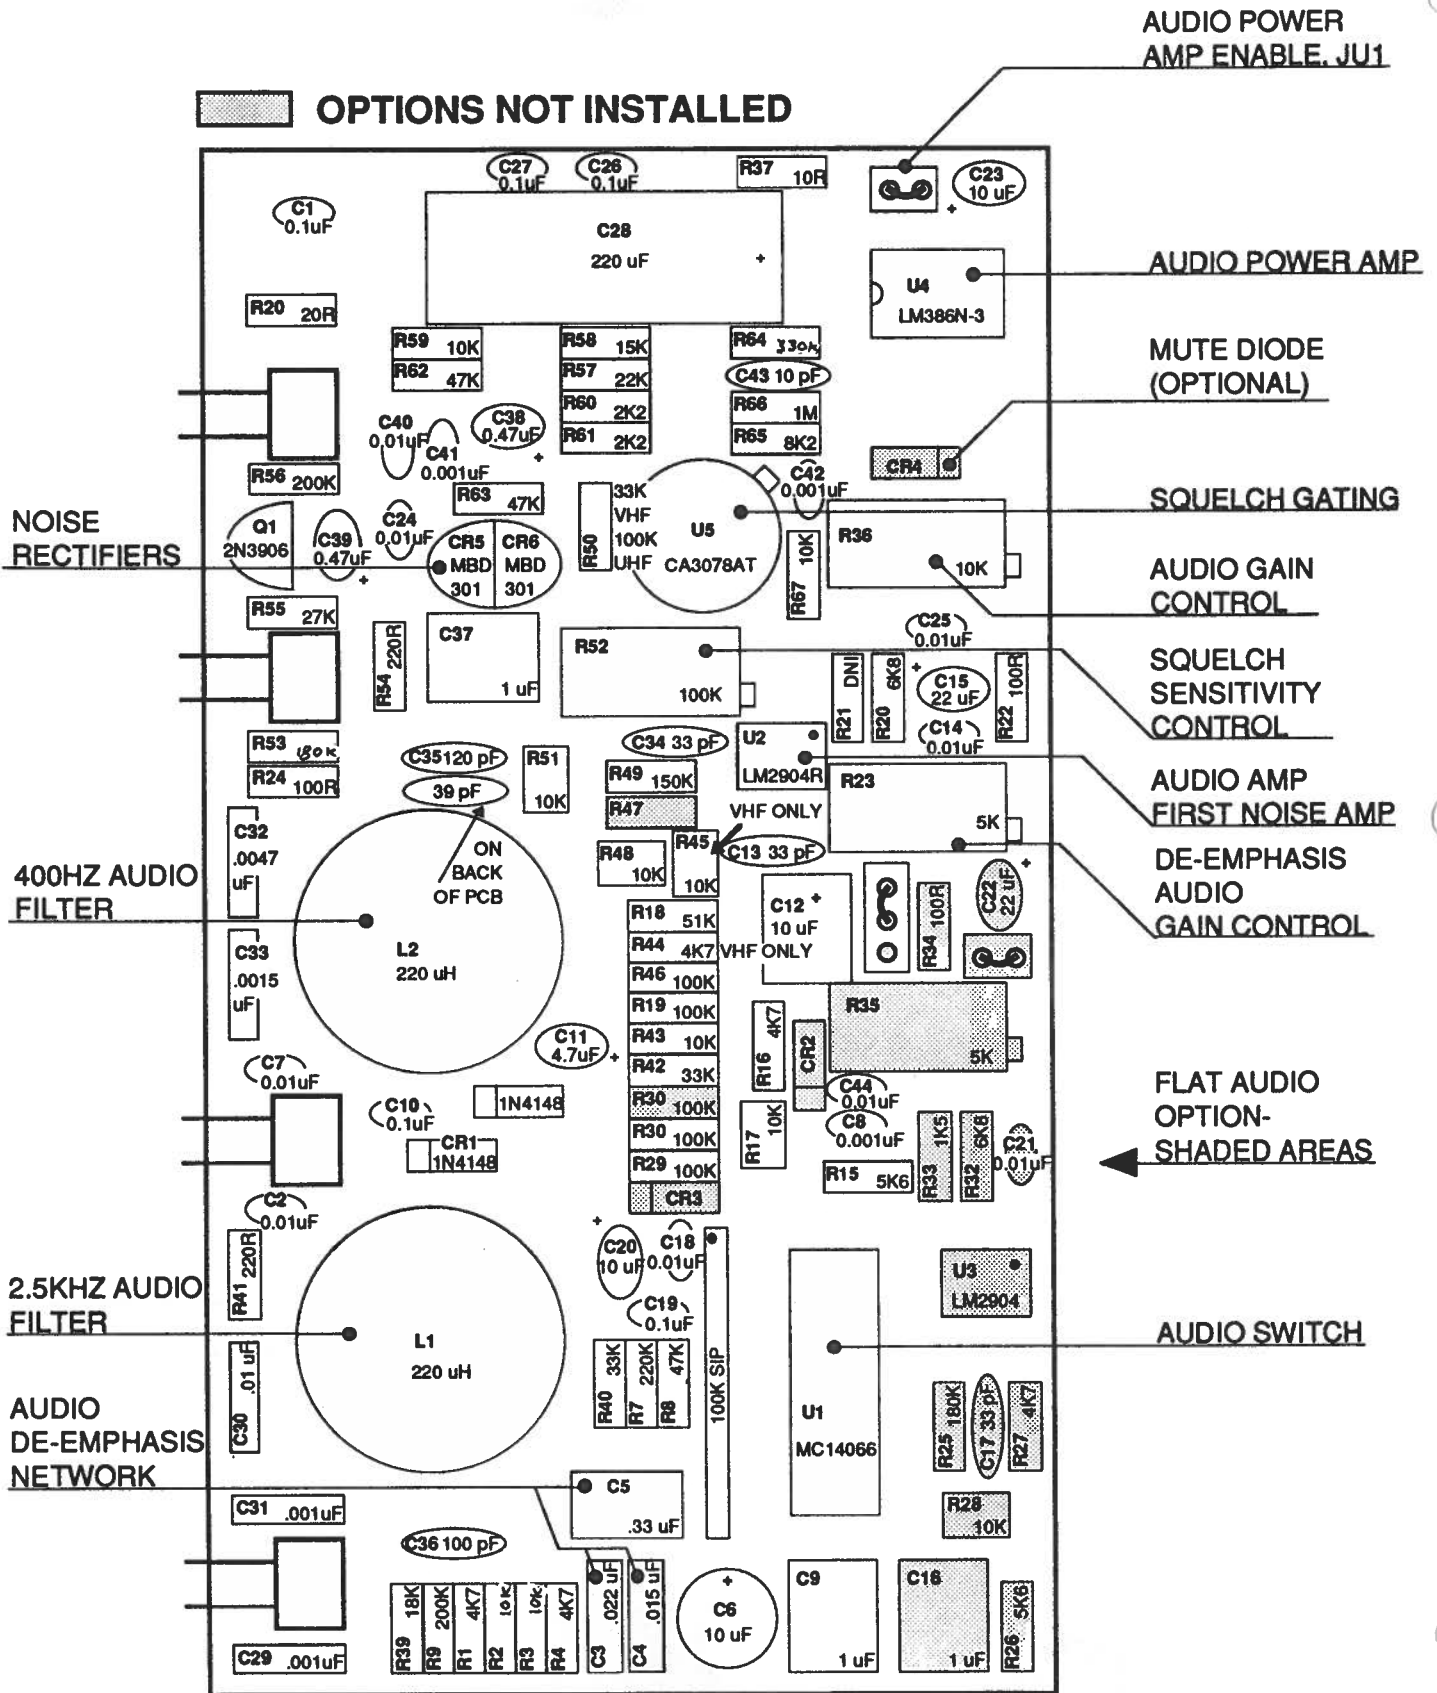 AUDIO POWER
AMP ENABLE. JU1
OPTIONS NOT INSTALLED
C27
0.1uF
C26
0.1uF
R37
10R
C23
10 uF
+
C1
0.1uF
C28
220 uF
+
AUDIO POWER AMP
U4
LM386N-3
R20
20R
R59
10K
R62
47K
R58
15K
R57
22K
R60
2K2
R61
2K2
R64
330K
C43 10 pF
R66
1M
R65
8K2
MUTE DIODE
(OPTIONAL)
C40
0.01uF
C41
0.001uF
C38
0.47uF
+
CR4
R56
200K
R63
47K
C42
0.001uF
SQUELCH GATING
NOISE
RECTIFIERS
Q1
2N3906
C39
0.47uF
+
C24
0.01uF
CR5
MBD
301
CR6
MBD
301
R50
33K
VHF
100K
UHF
U5
CA3078AT
R67 10K
R36
10K
AUDIO GAIN
CONTROL
R55
27K
R54 220R
C37
1 uF
R52
100K
C25
0.01uF
R21 DNI
R20 6K8
+
C15
22 uF
C14
0.01uF
R22 100R
SQUELCH
SENSITIVITY
CONTROL
R53
180K
R24
100R
C35 120 pF
39 pF
R51
10K
C34 33 pF
R49
150K
R47
U2
LM2904R
R23
5K
AUDIO AMP
FIRST NOISE AMP
C32
.0047
uF
ON
BACK
OF PCB
R48
10K
R45
10K
VHF ONLY
C13 33 pF
DE-EMPHASIS
AUDIO
GAIN CONTROL
400HZ AUDIO
FILTER
L2
220 uH
C33
.0015
uF
R18
51K
R44
4K7
VHF ONLY
R46
100K
R19
100K
R43
10K
R42
33K
R30
100K
R30
100K
R29
100K
CR3
C12 +
10 uF
R34 100R
C22
22 uF
+
R35
5K
C11
4.7uF
+
R16 4K7
CR2
C44
0.01uF
C8
0.001uF
C7
0.01uF
C10
0.1uF
1N4148
CR1
1N4148
R17 10K
R15
5K6
R33 1K5
R32 6K8
C21
0.01uF
FLAT AUDIO
OPTION-
SHADED AREAS
C2
0.01uF
R41 220R
+
C20
10 uF
C18
0.01uF
C19
0.1uF
U3
LM2904
2.5KHZ AUDIO
FILTER
L1
220 uH
R40 33K
R7 220K
R8 47K
100K SIP
U1
MC14066
AUDIO SWITCH
C30 .01 uF
R25 180K
C17 33 pF
R27 4K7
AUDIO
DE-EMPHASIS
NETWORK
C5
.33 uF
R28
10K
C31
.001uF
C36 100 pF
R39 18K
R9 200K
R1 4K7
R2 10K
R3 10K
R4 4K7
C3 .022 uF
C4 .015 uF
+
C6
10 uF
C9
1 uF
C16
1 uF
R26 5K6
C29
.001uF